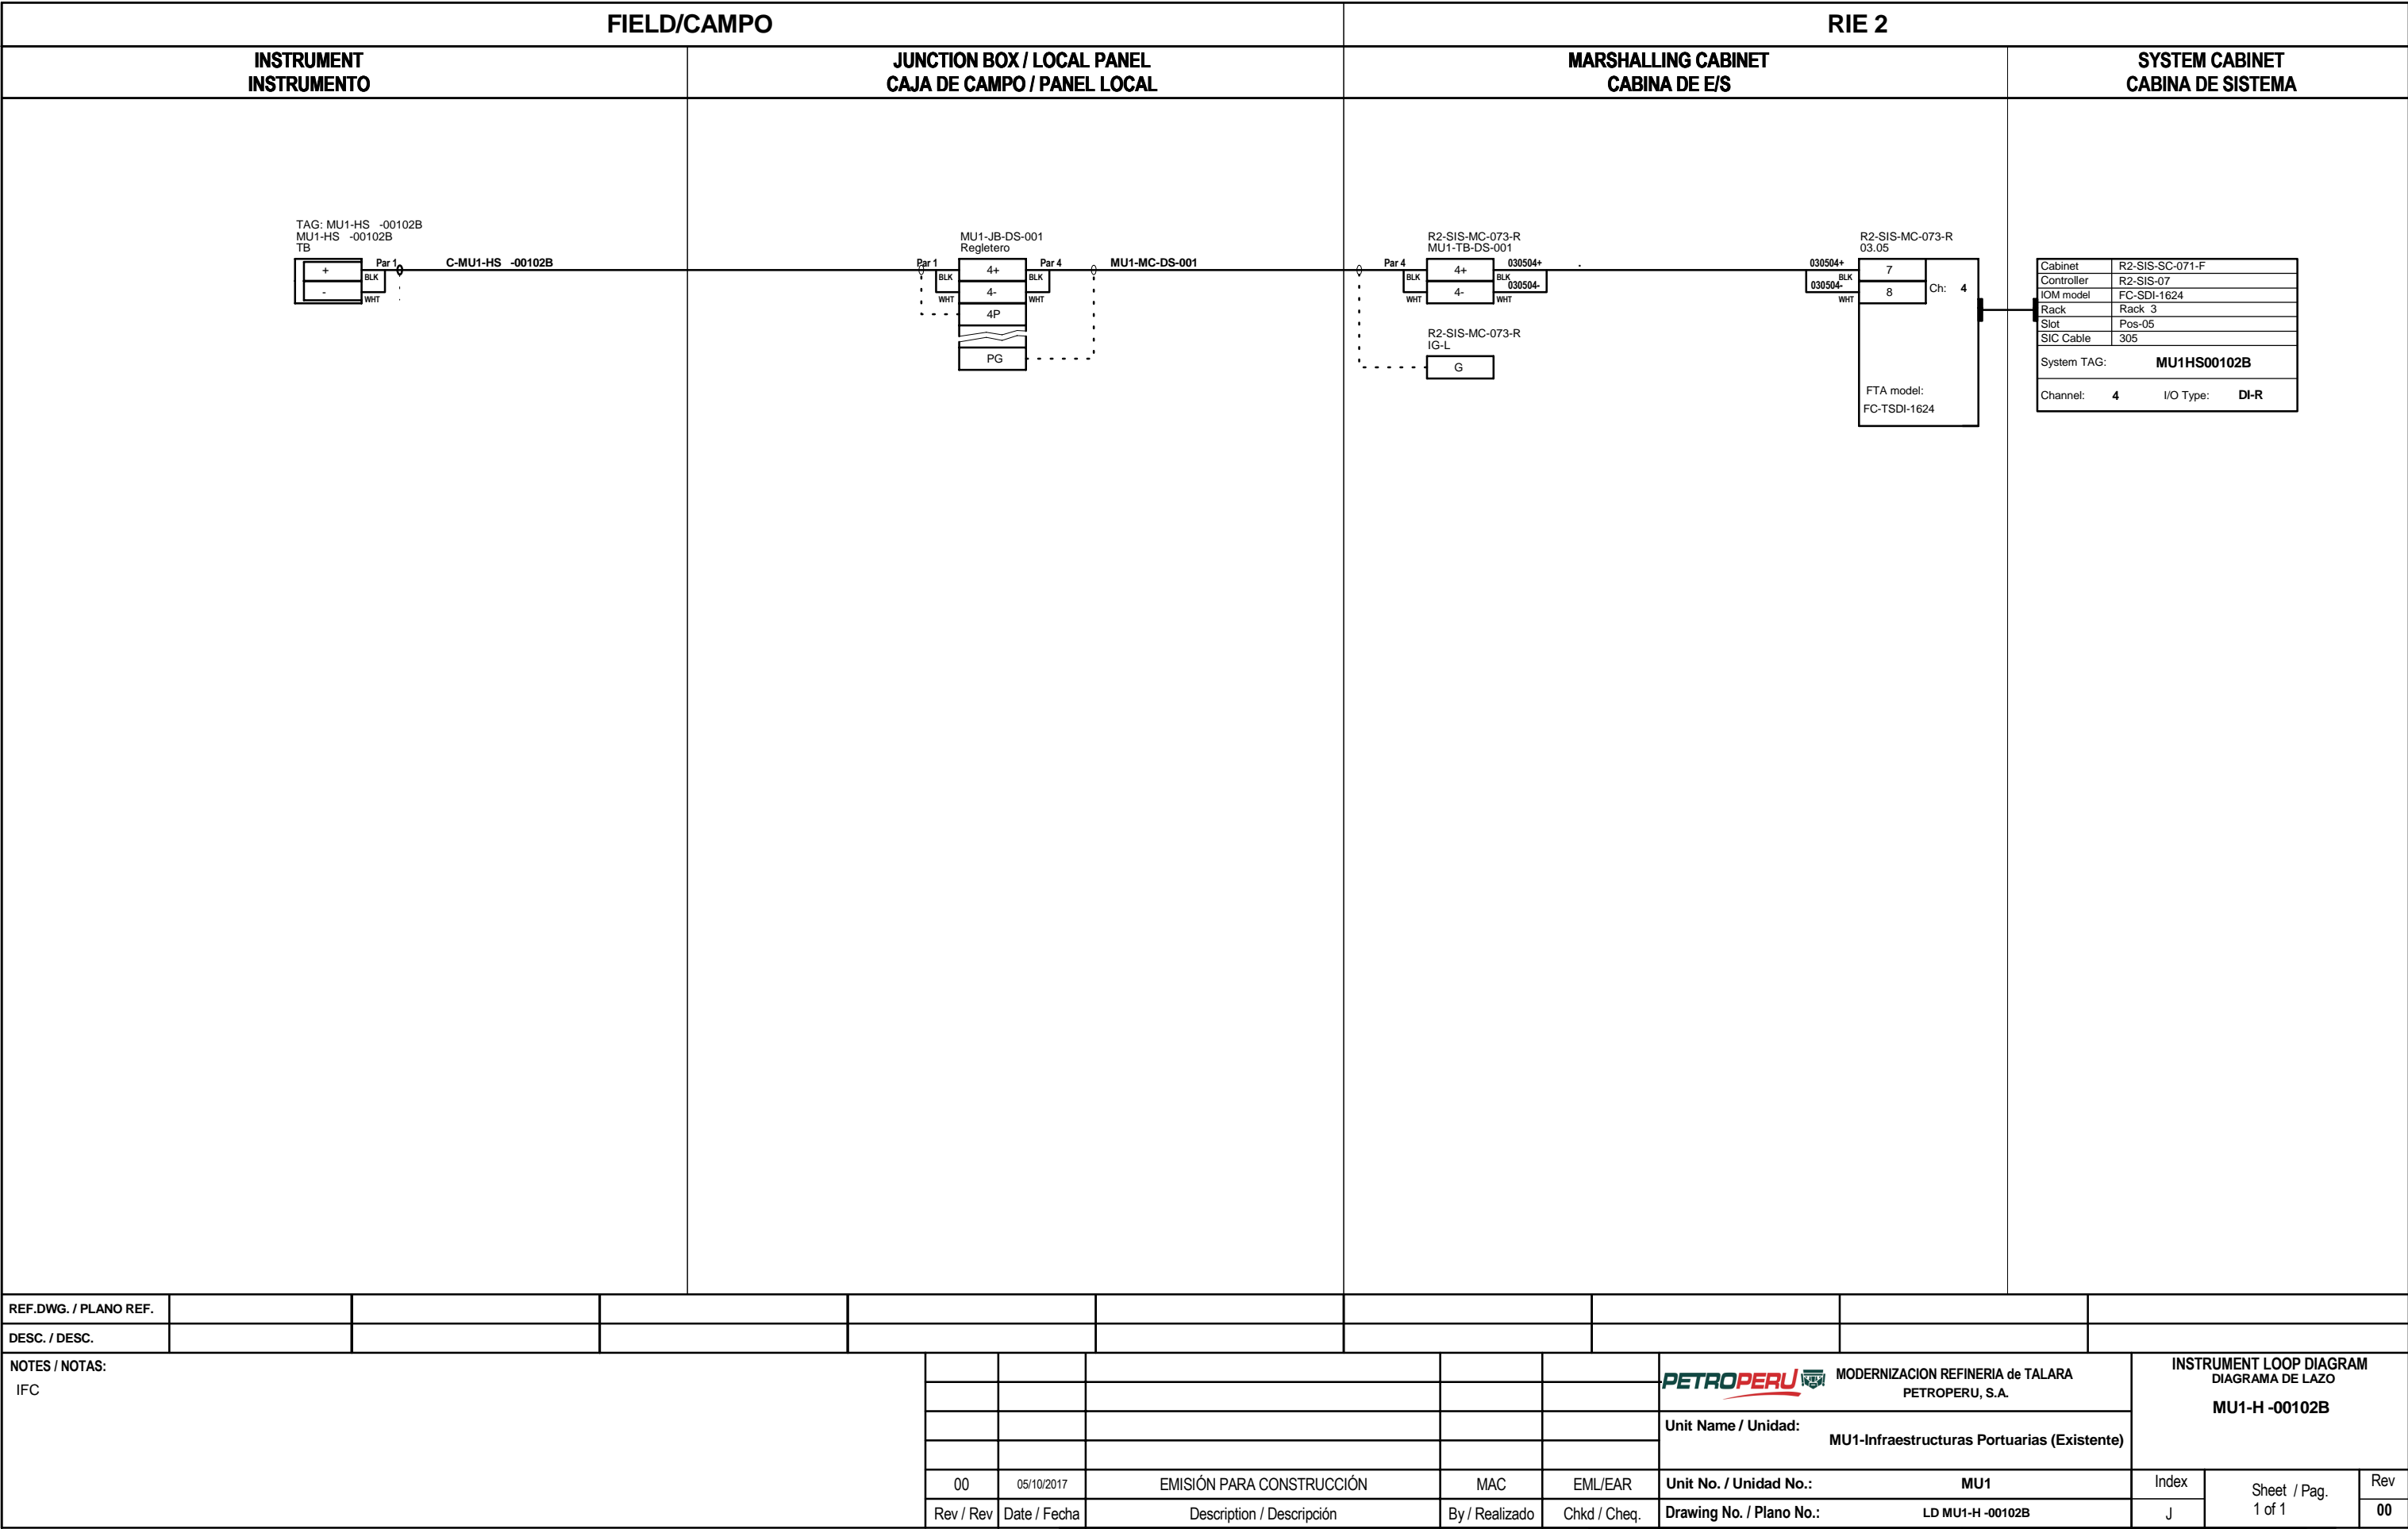 FIELD/CAMPO
RIE 2
INSTRUMENT
INSTRUMENTO
JUNCTION BOX / LOCAL PANEL
CAJA DE CAMPO / PANEL LOCAL
MARSHALLING CABINET
CABINA DE E/S
SYSTEM CABINET
CABINA DE SISTEMA
TAG: MU1-HS -00102B
MU1-HS -00102B
TB
+
-
Par 1
BLK
WHT
C-MU1-HS -00102B
MU1-JB-DS-001
Regletero
Par 1
BLK
WHT
4+
4-
4P
PG
Par 4
BLK
WHT
MU1-MC-DS-001
R2-SIS-MC-073-R
MU1-TB-DS-001
Par 4
BLK
WHT
4+
4-
030504+
BLK
030504-
WHT
R2-SIS-MC-073-R
IG-L
G
R2-SIS-MC-073-R
03.05
030504+
BLK
030504-
WHT
7
8
Ch: 4
FTA model:
FC-TSDI-1624
Cabinet R2-SIS-SC-071-F
Controller R2-SIS-07
IOM model FC-SDI-1624
Rack Rack 3
Slot Pos-05
SIC Cable 305
System TAG: MU1HS00102B
Channel: 4 I/O Type: DI-R
REF.DWG. / PLANO REF.
DESC. / DESC.
NOTES / NOTAS:
IFC
00 05/10/2017 EMISIÓN PARA CONSTRUCCIÓN MAC EML/EAR
Rev / Rev Date / Fecha Description / Descripción By / Realizado Chkd / Cheq.
PETROPERU
MODERNIZACION REFINERIA de TALARA
PETROPERU, S.A.
Unit Name / Unidad:
MU1-Infraestructuras Portuarias (Existente)
Unit No. / Unidad No.: MU1
Drawing No. / Plano No.: LD MU1-H -00102B
INSTRUMENT LOOP DIAGRAM
DIAGRAMA DE LAZO
MU1-H -00102B
Index
J
Sheet / Pag.
1 of 1
Rev
00